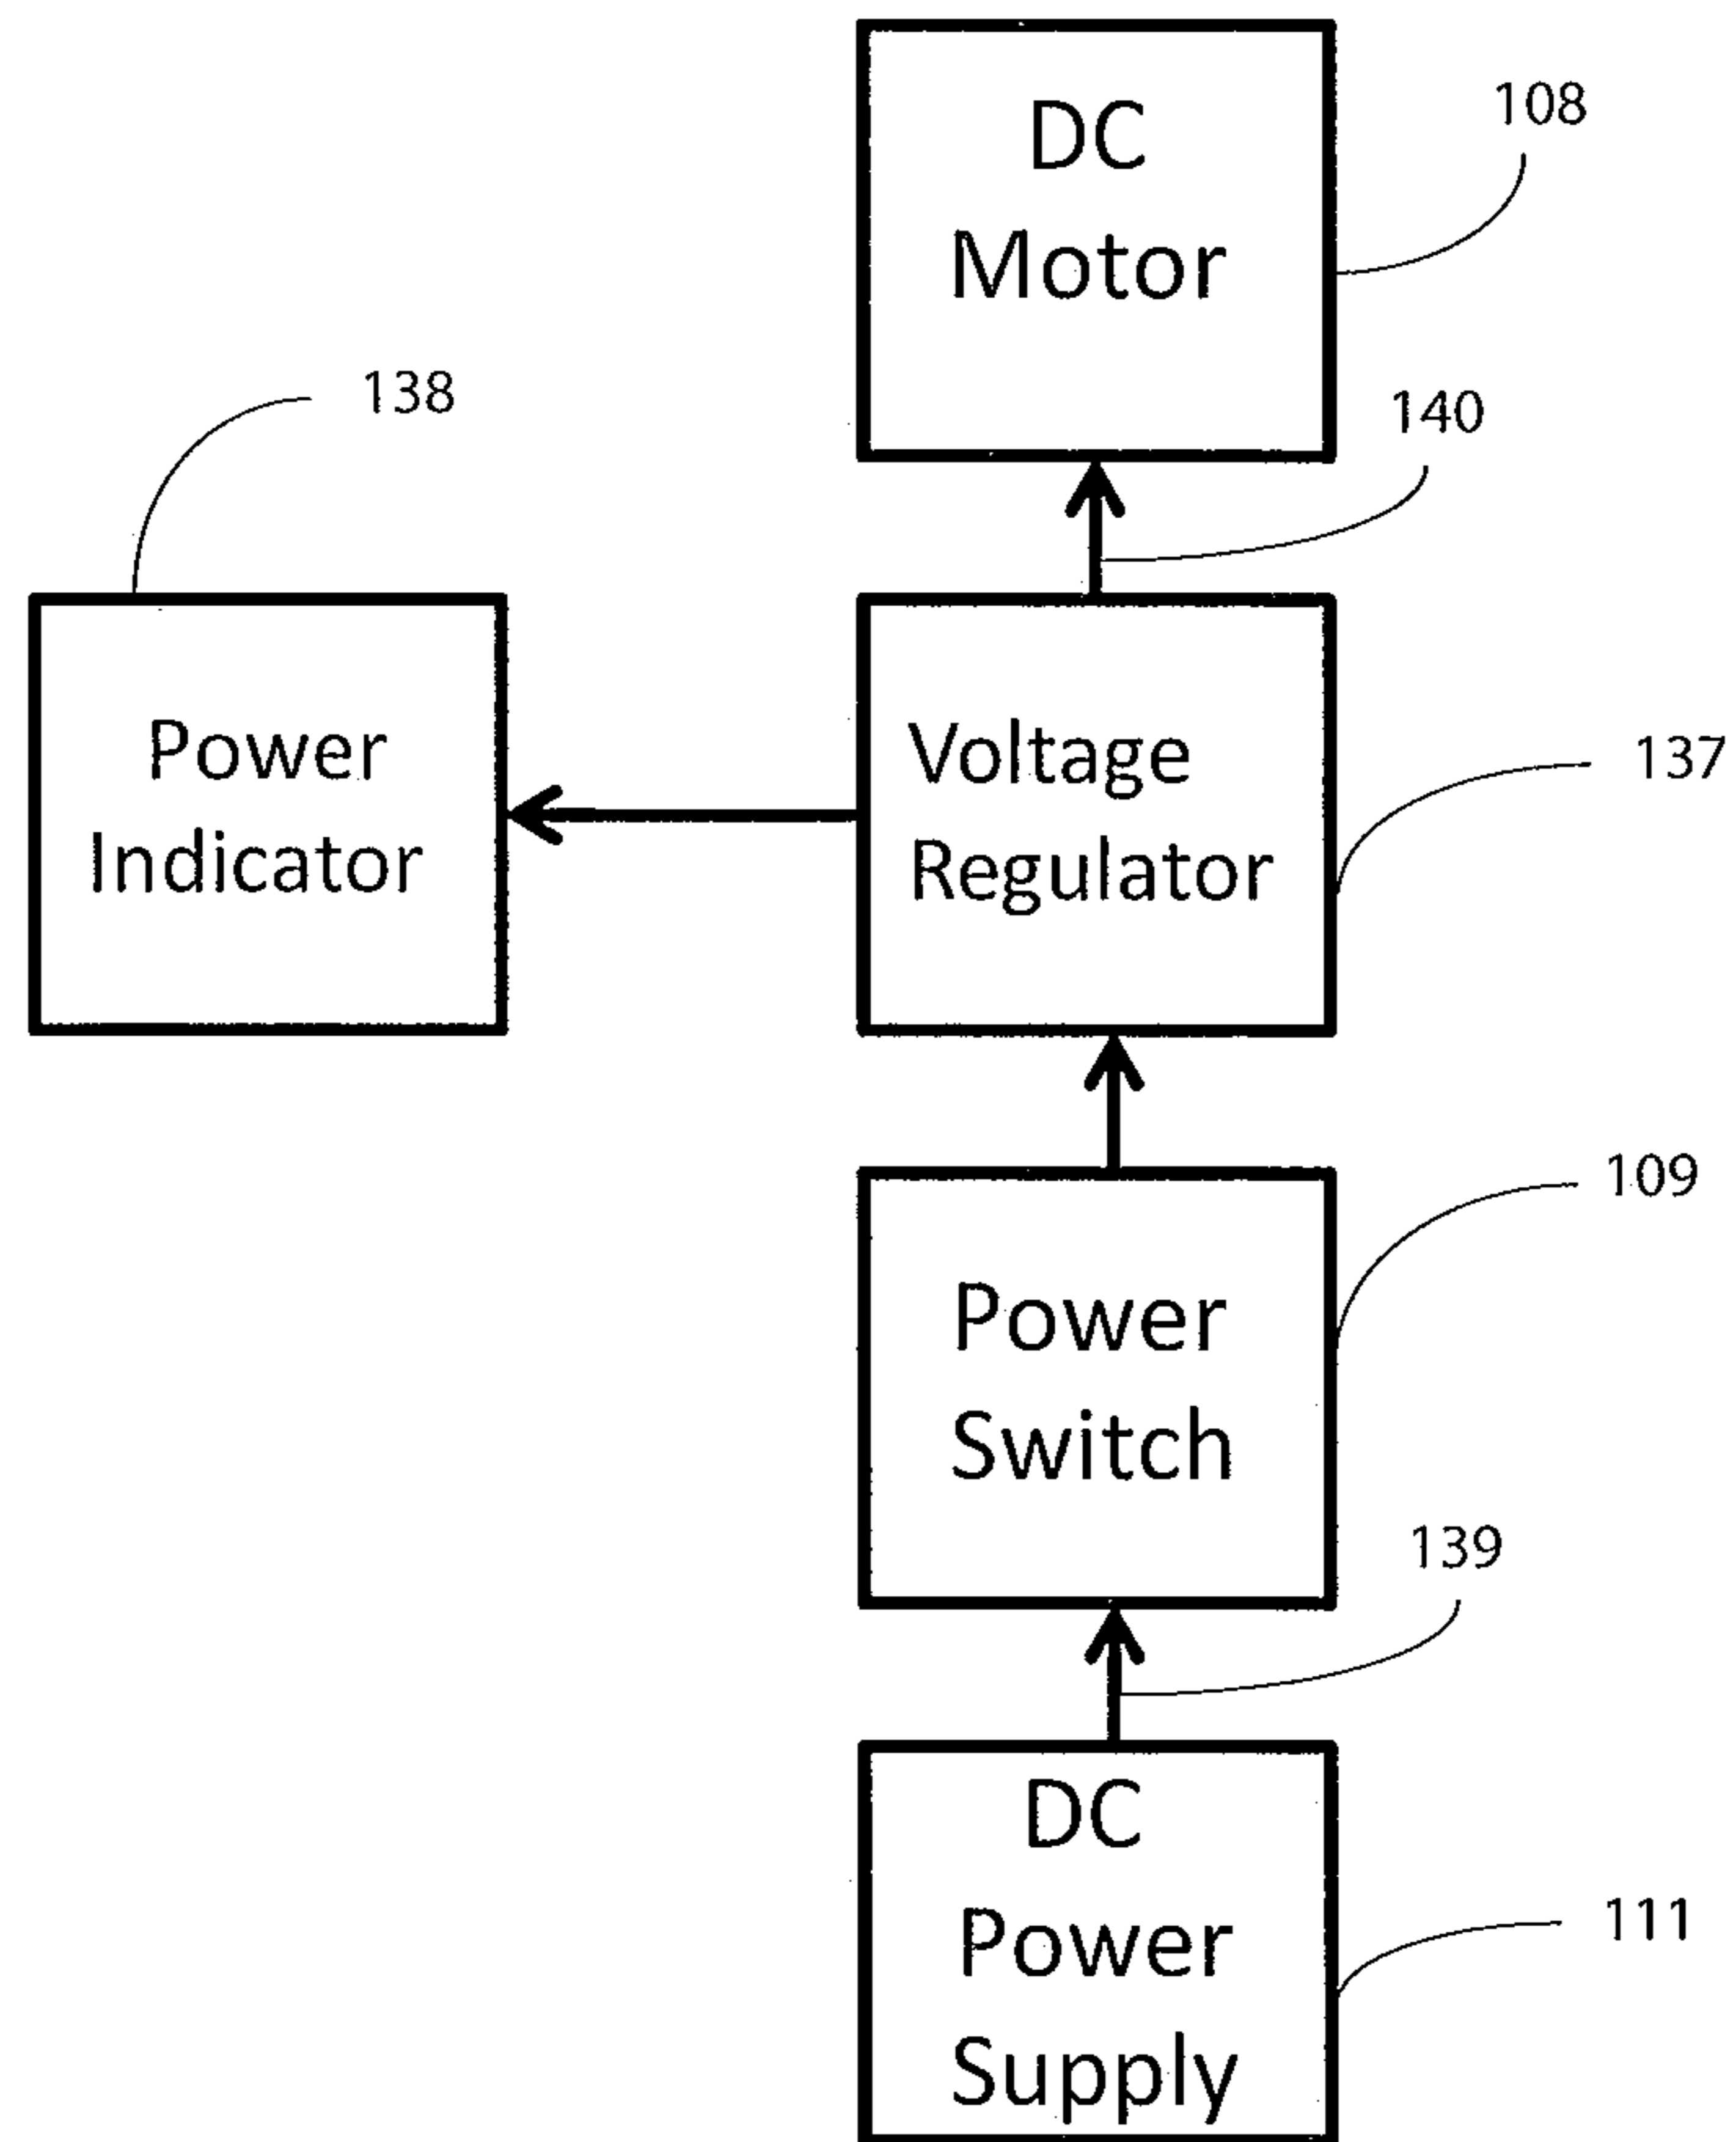 DC
Motor
108
140
138
Power
Indicator
Voltage
Regulator
137
Power
Switch
109
139
DC
Power
Supply
111